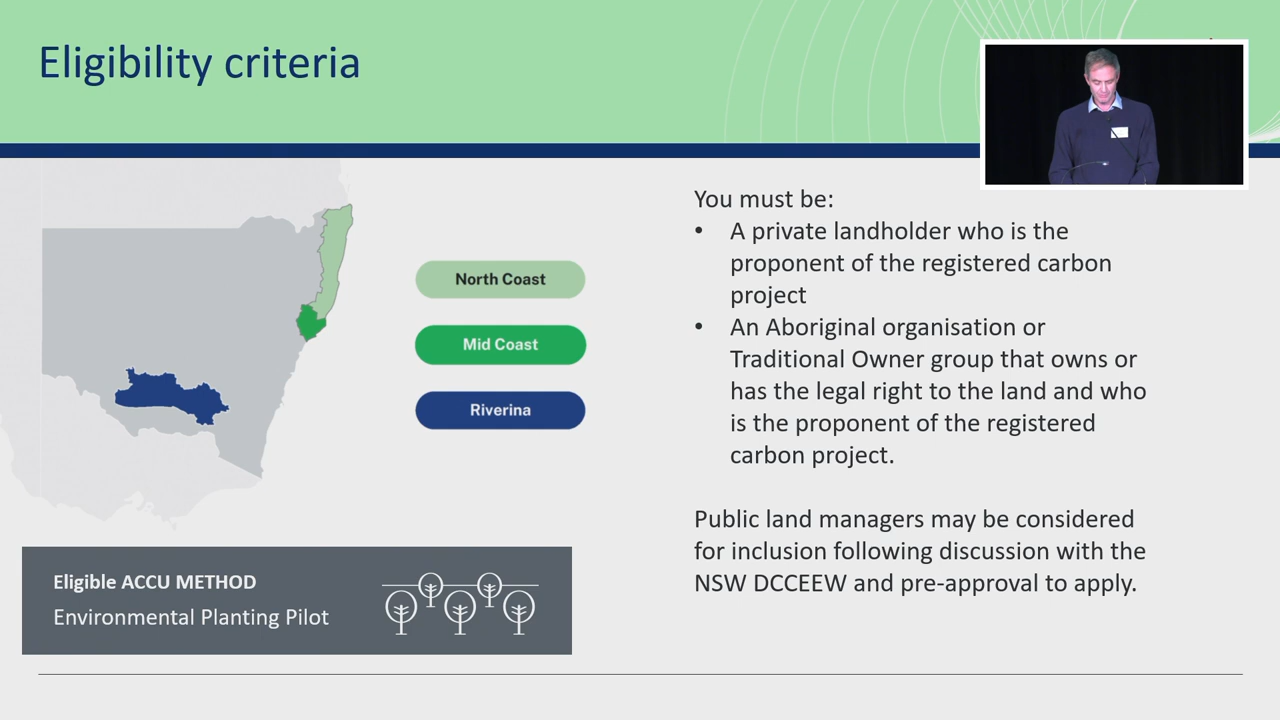 Eligibility criteria
North Coast
Mid Coast
Riverina
Eligible ACCU METHOD
Environmental Planting Pilot
You must be:
• A private landholder who is the
proponent of the registered carbon
project
• An Aboriginal organisation or
Traditional Owner group that owns or
has the legal right to the land and who
is the proponent of the registered
carbon project.
Public land managers may be considered
for inclusion following discussion with the
NSW DCCEEW and pre-approval to apply.